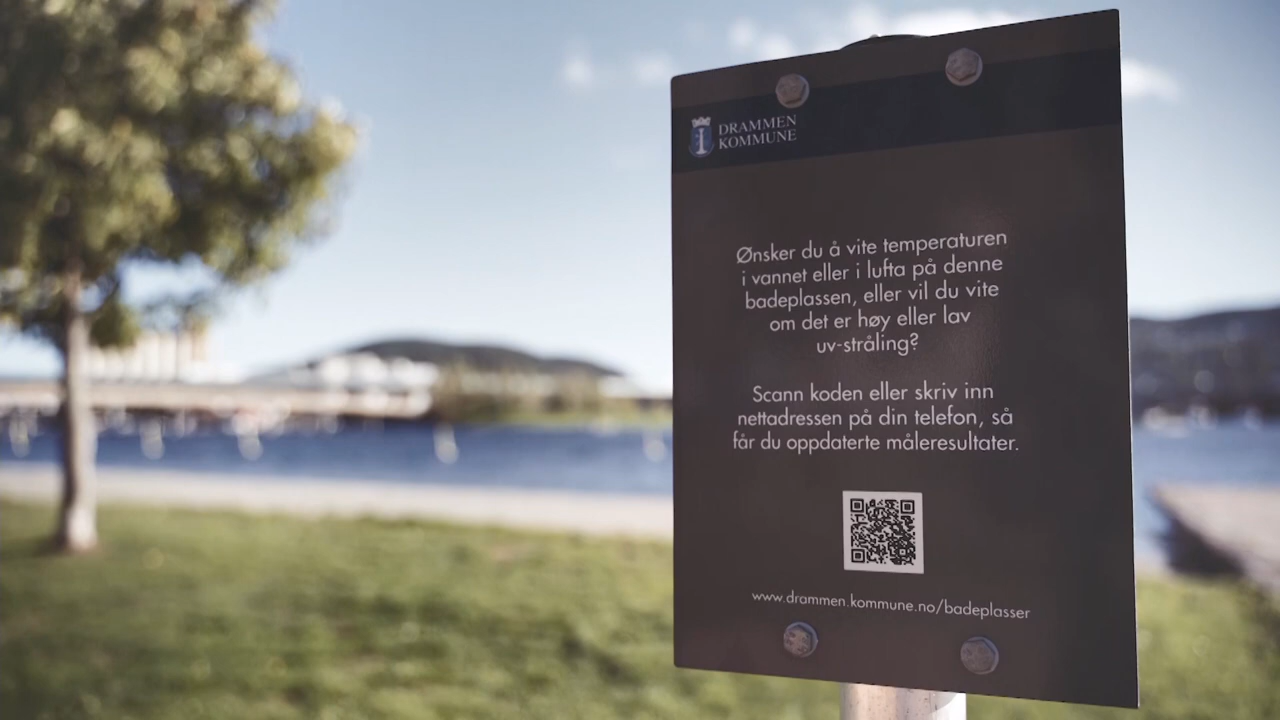 DRAMMEN
KOMMUNE
Ønsker du å vite temperaturen
i vannet eller i lufta på denne
badeplassen, eller vil du vite
om det er høy eller lav
uv-stråling?
Scann koden eller skriv inn
nettadressen på din telefon, så
får du oppdaterte måleresultater.
www.drammen.kommune.no/badeplasser